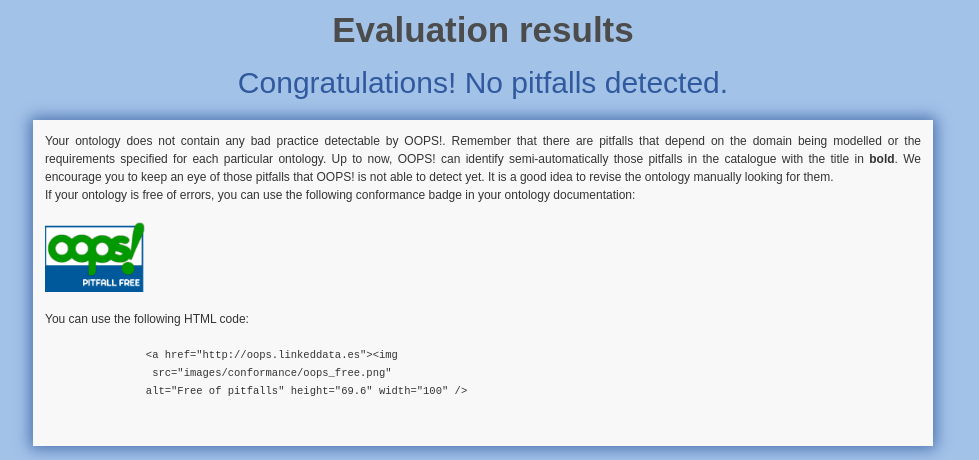 Evaluation results
Congratulations! No pitfalls detected.
Your ontology does not contain any bad practice detectable by OOPS!. Remember that there are pitfalls that depend on the domain being modelled or the
requirements specified for each particular ontology. Up to now, OOPS! can identify semi-automatically those pitfalls in the catalogue with the title in bold. We
encourage you to keep an eye of those pitfalls that OOPS! is not able to detect yet. It is a good idea to revise the ontology manually looking for them.
If your ontology is free of errors, you can use the following conformance badge in your ontology documentation:
oops!
PITFALL FREE
You can use the following HTML code:
<a href="http://oops.linkeddata.es"><img
src="images/conformance/oops_free.png"
alt="Free of pitfalls" height="69.6" width="100" />